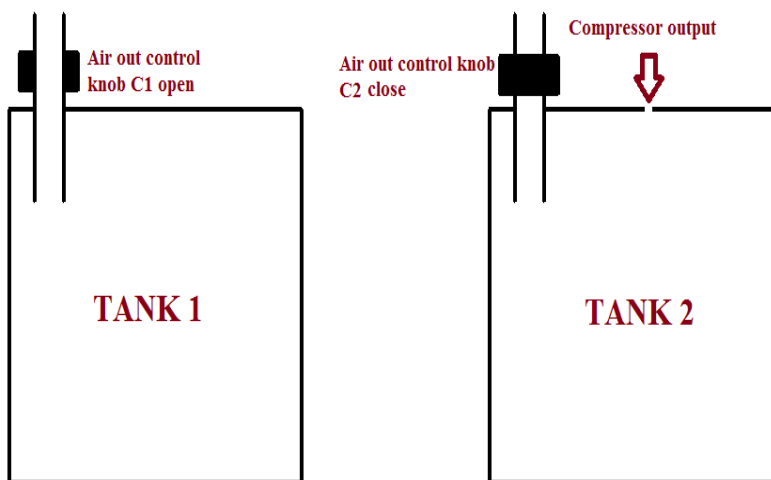 Air out control
knob C1 open
Air out control knob
C2 close
Compressor output
TANK 1
TANK 2